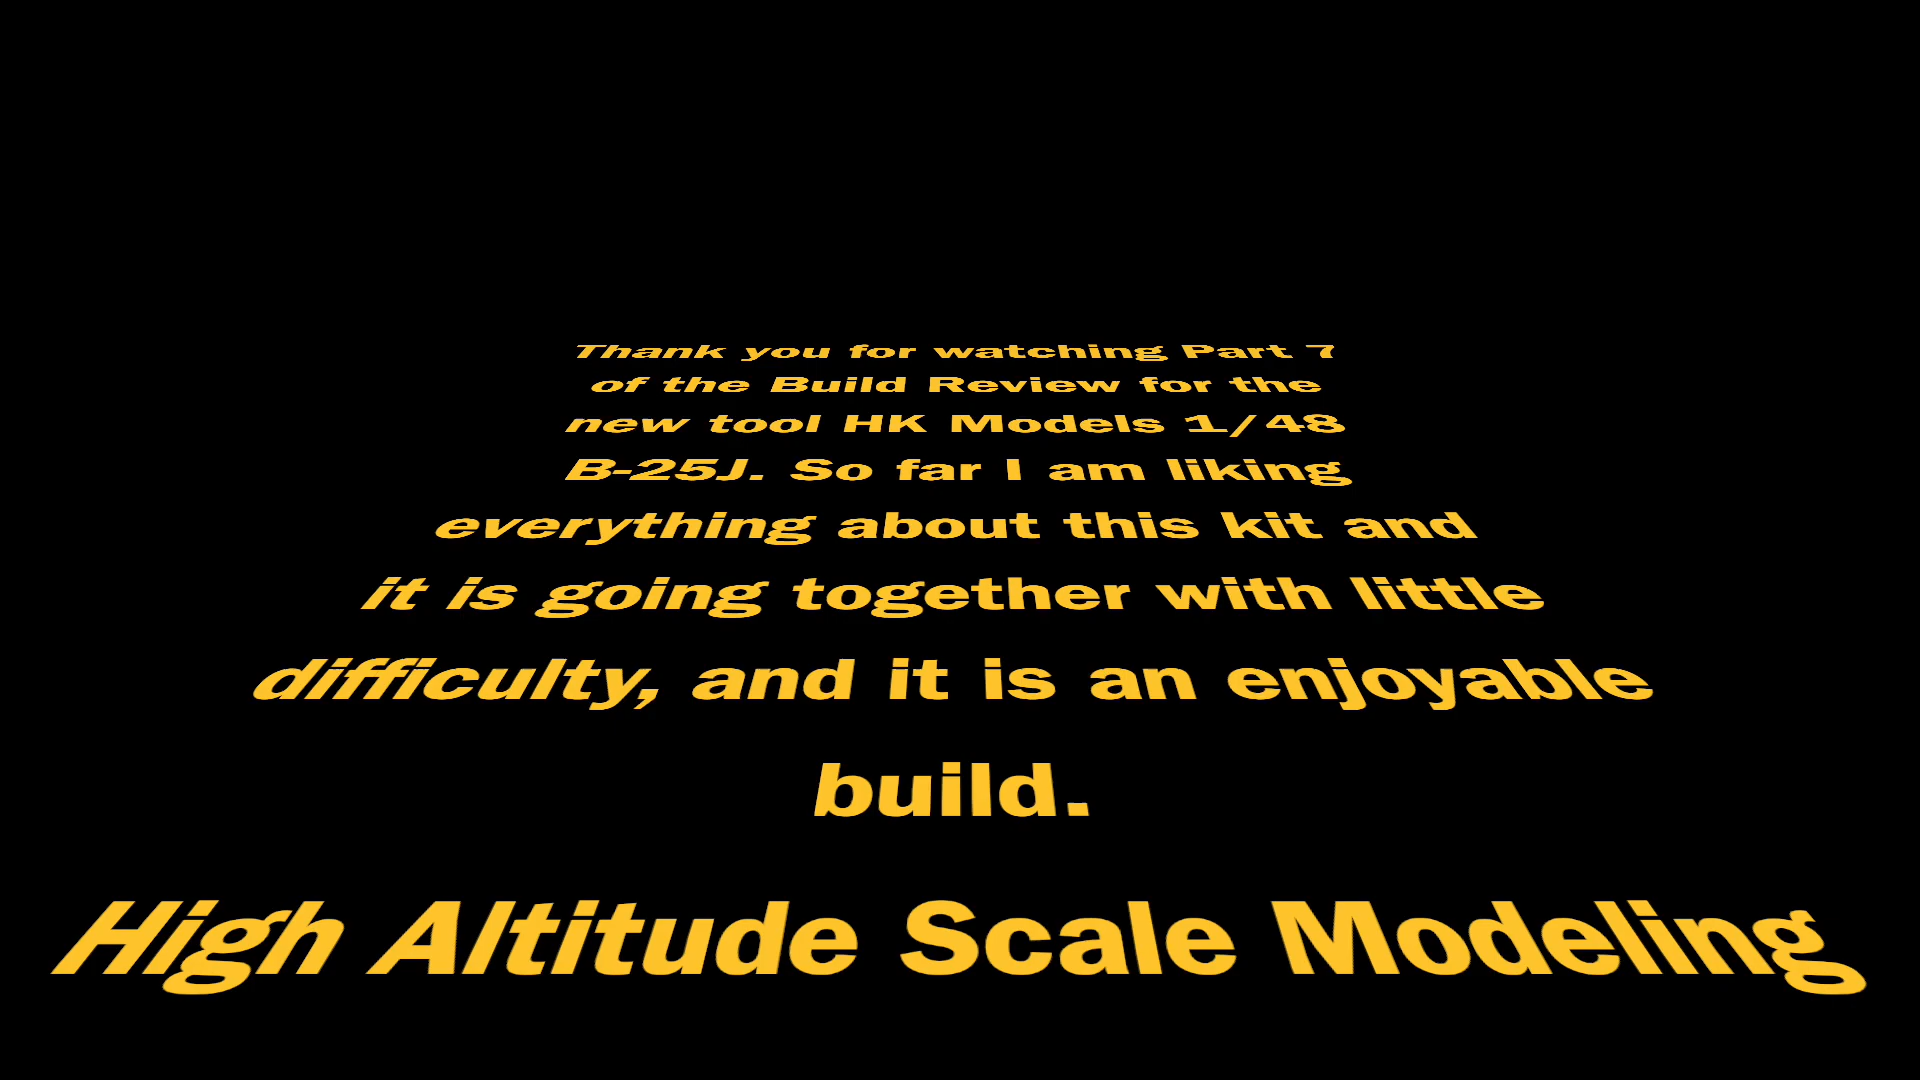 Thank you for watching Part 7
of the Build Review for the
new tool HK Models 1/48
B-25J. So far I am liking
everything about this kit and
it is going together with little
difficulty, and it is an enjoyable
build.
High Altitude Scale Modeling